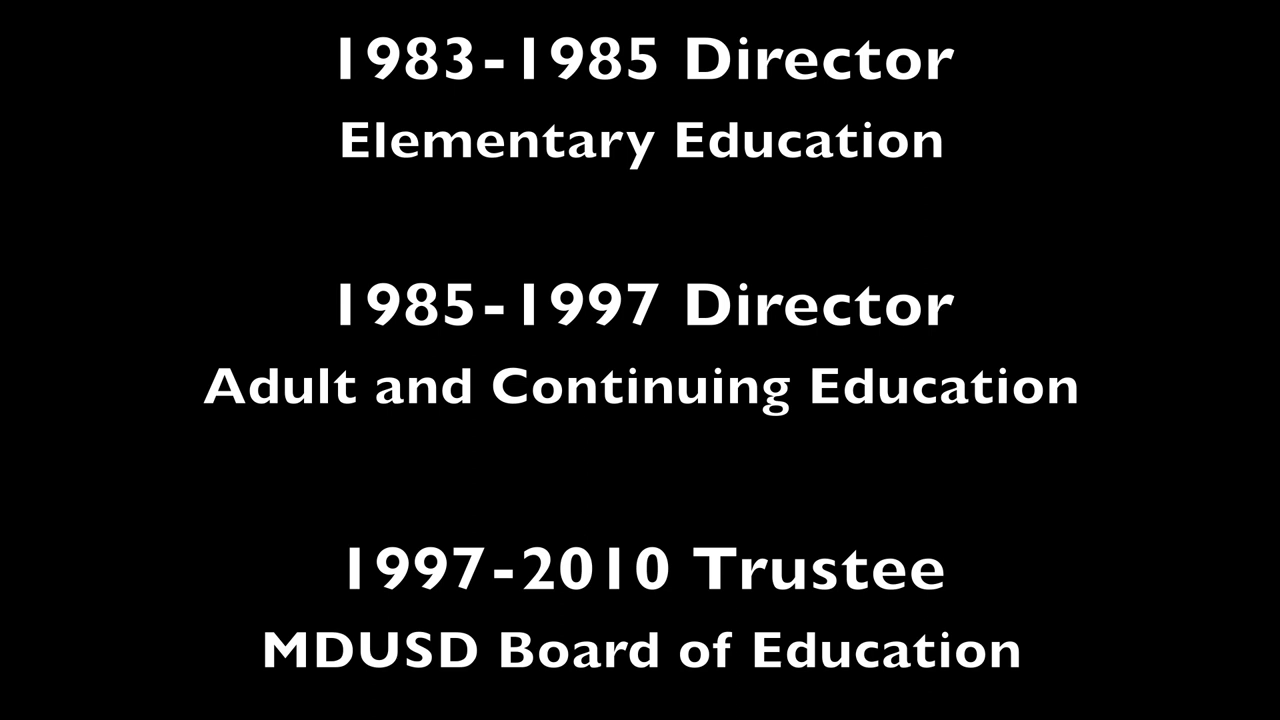 1983-1985 Director
Elementary Education
1985-1997 Director
Adult and Continuing Education
1997-2010 Trustee
MDUSD Board of Education